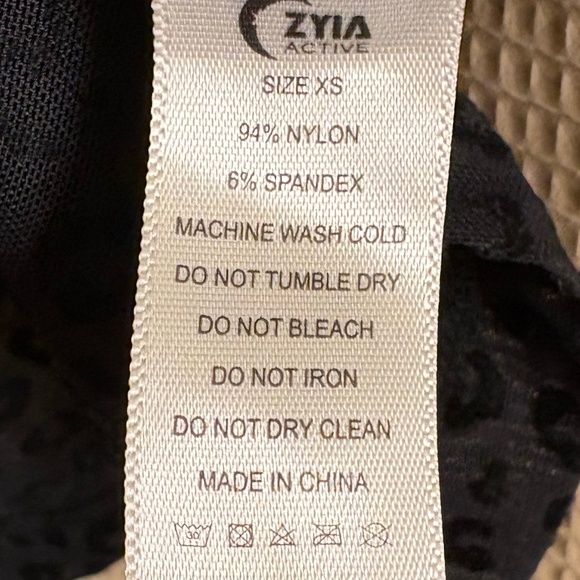 ZYIA
ACTIVE
SIZE XS
94% NYLON
6% SPANDEX
MACHINE WASH COLD
DO NOT TUMBLE DRY
DO NOT BLEACH
DO NOT IRON
DO NOT DRY CLEAN
MADE IN CHINA
30